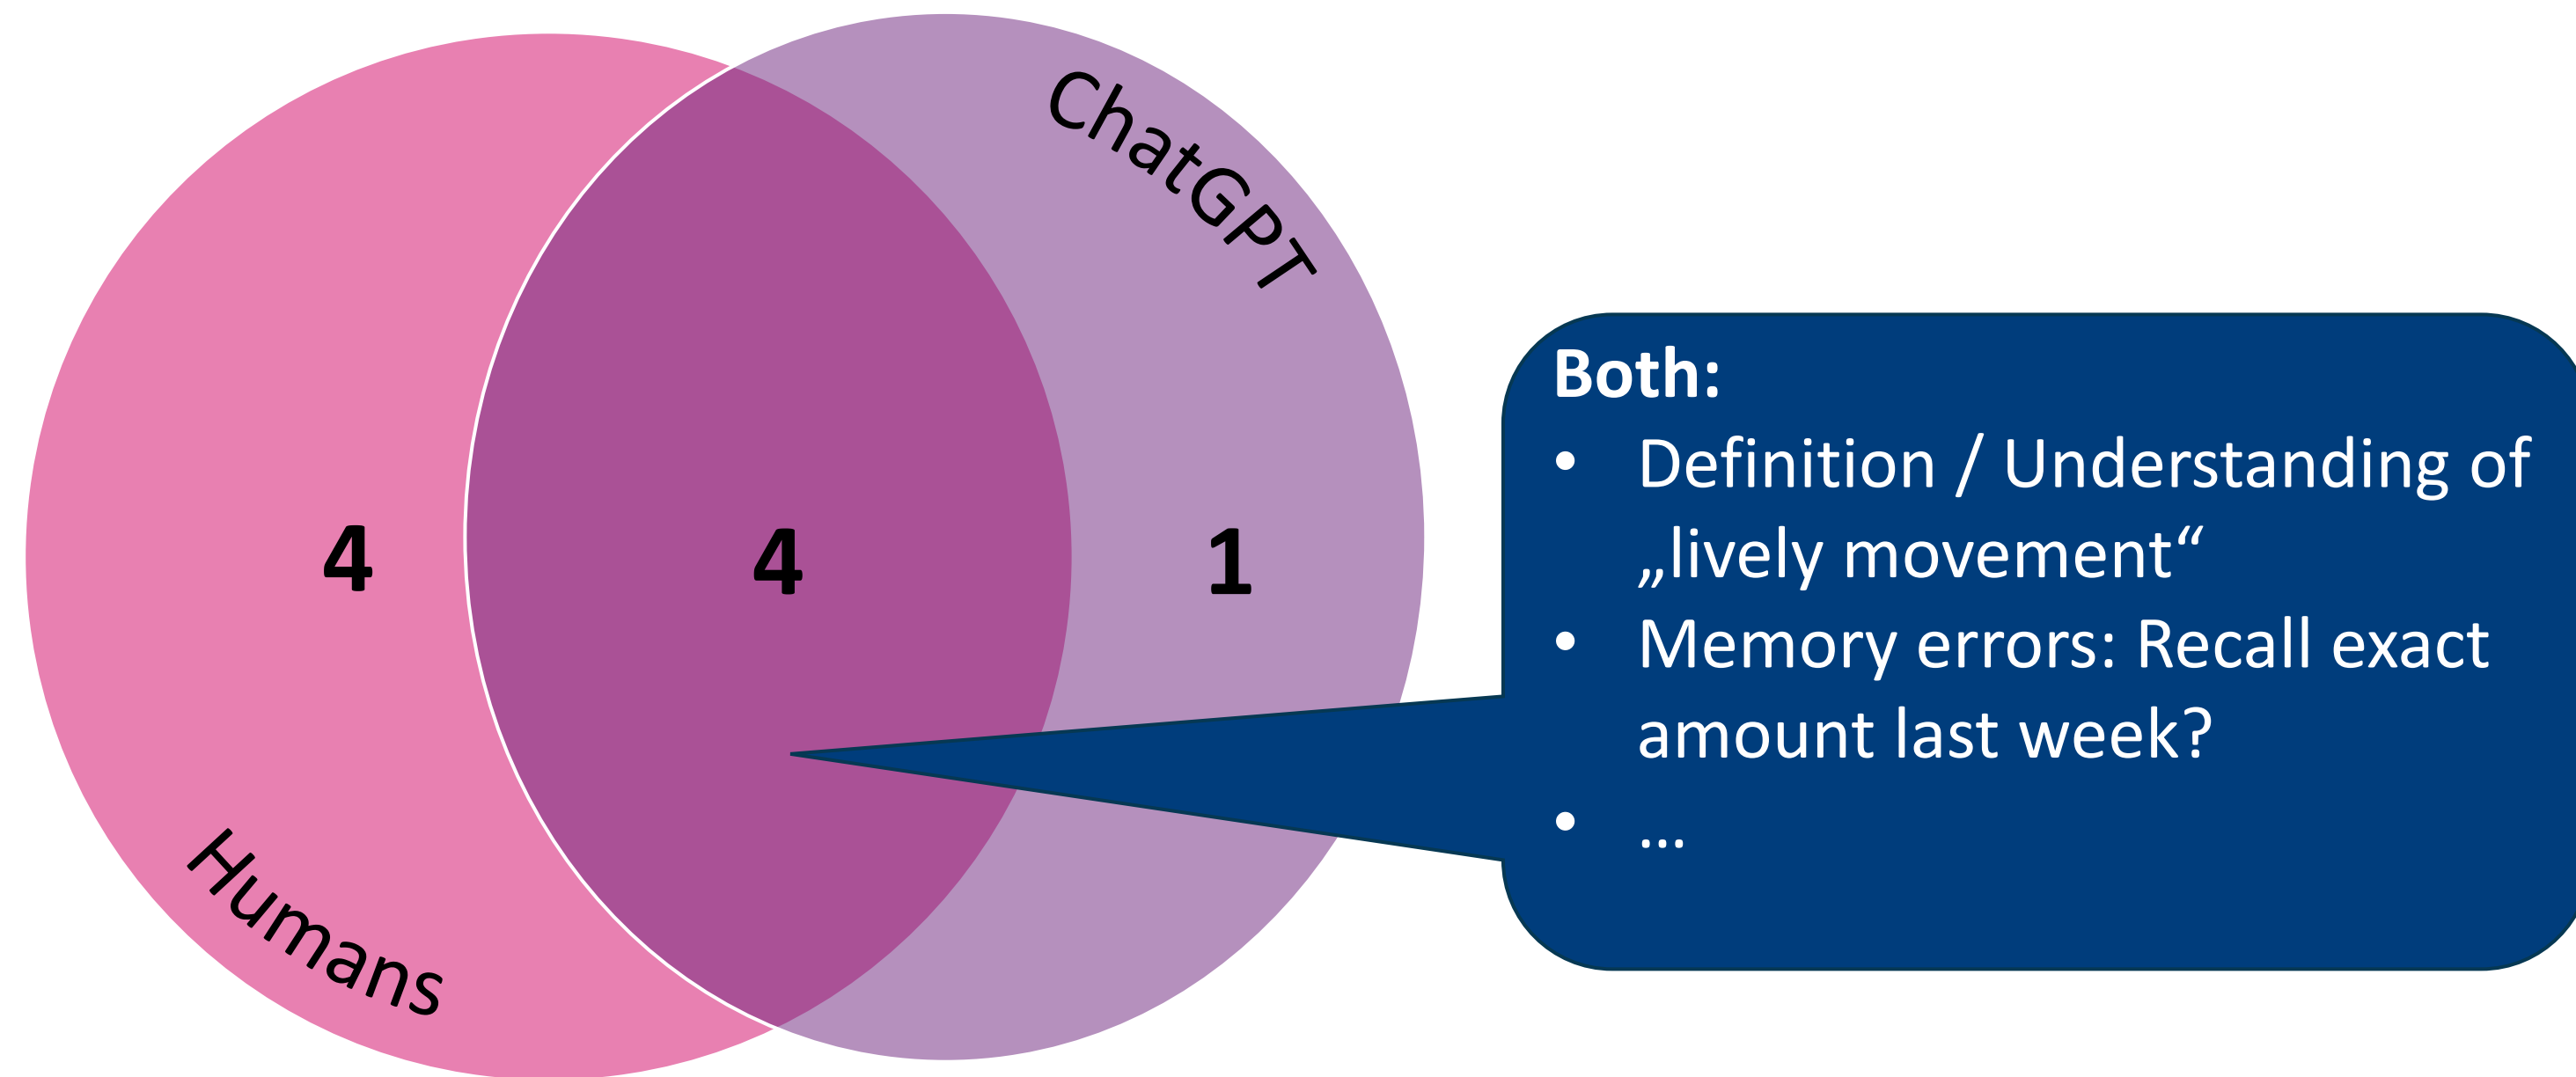 ChatGPT
Both:
• Definition / Understanding of
„lively movement“
• Memory errors: Recall exact
amount last week?
• ...
4
4
1
Humans